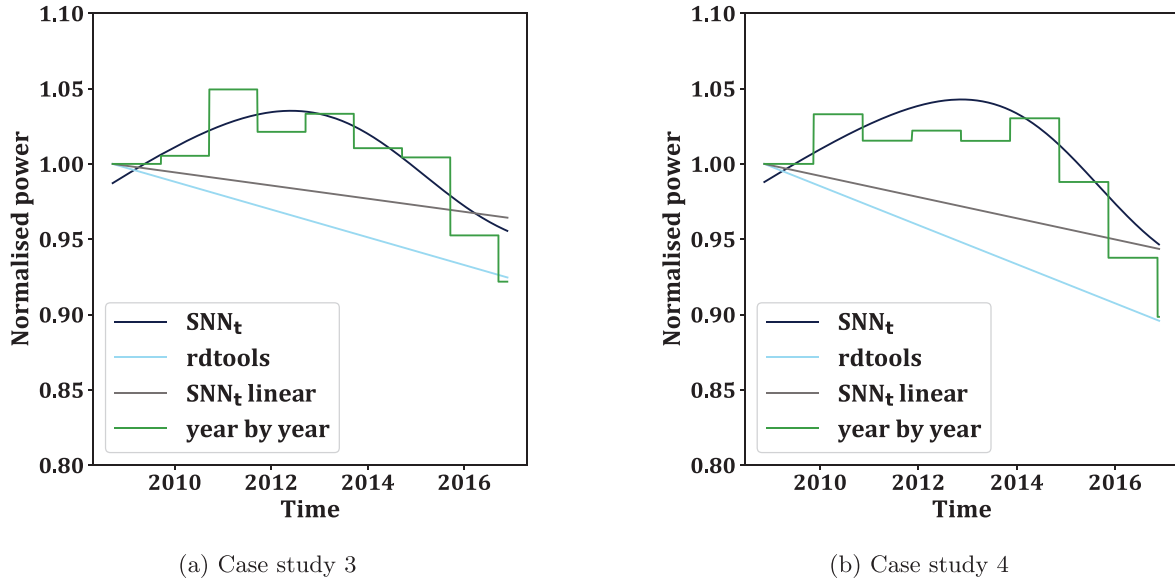 1.10
1.05
1.00
0.95
0.90
0.85
0.80
Normalised power
SNNt
rdtools
SNNt linear
year by year
2010 2012 2014 2016
Time
(a) Case study 3
1.10
1.05
1.00
0.95
0.90
0.85
0.80
Normalised power
SNNt
rdtools
SNNt linear
year by year
2010 2012 2014 2016
Time
(b) Case study 4